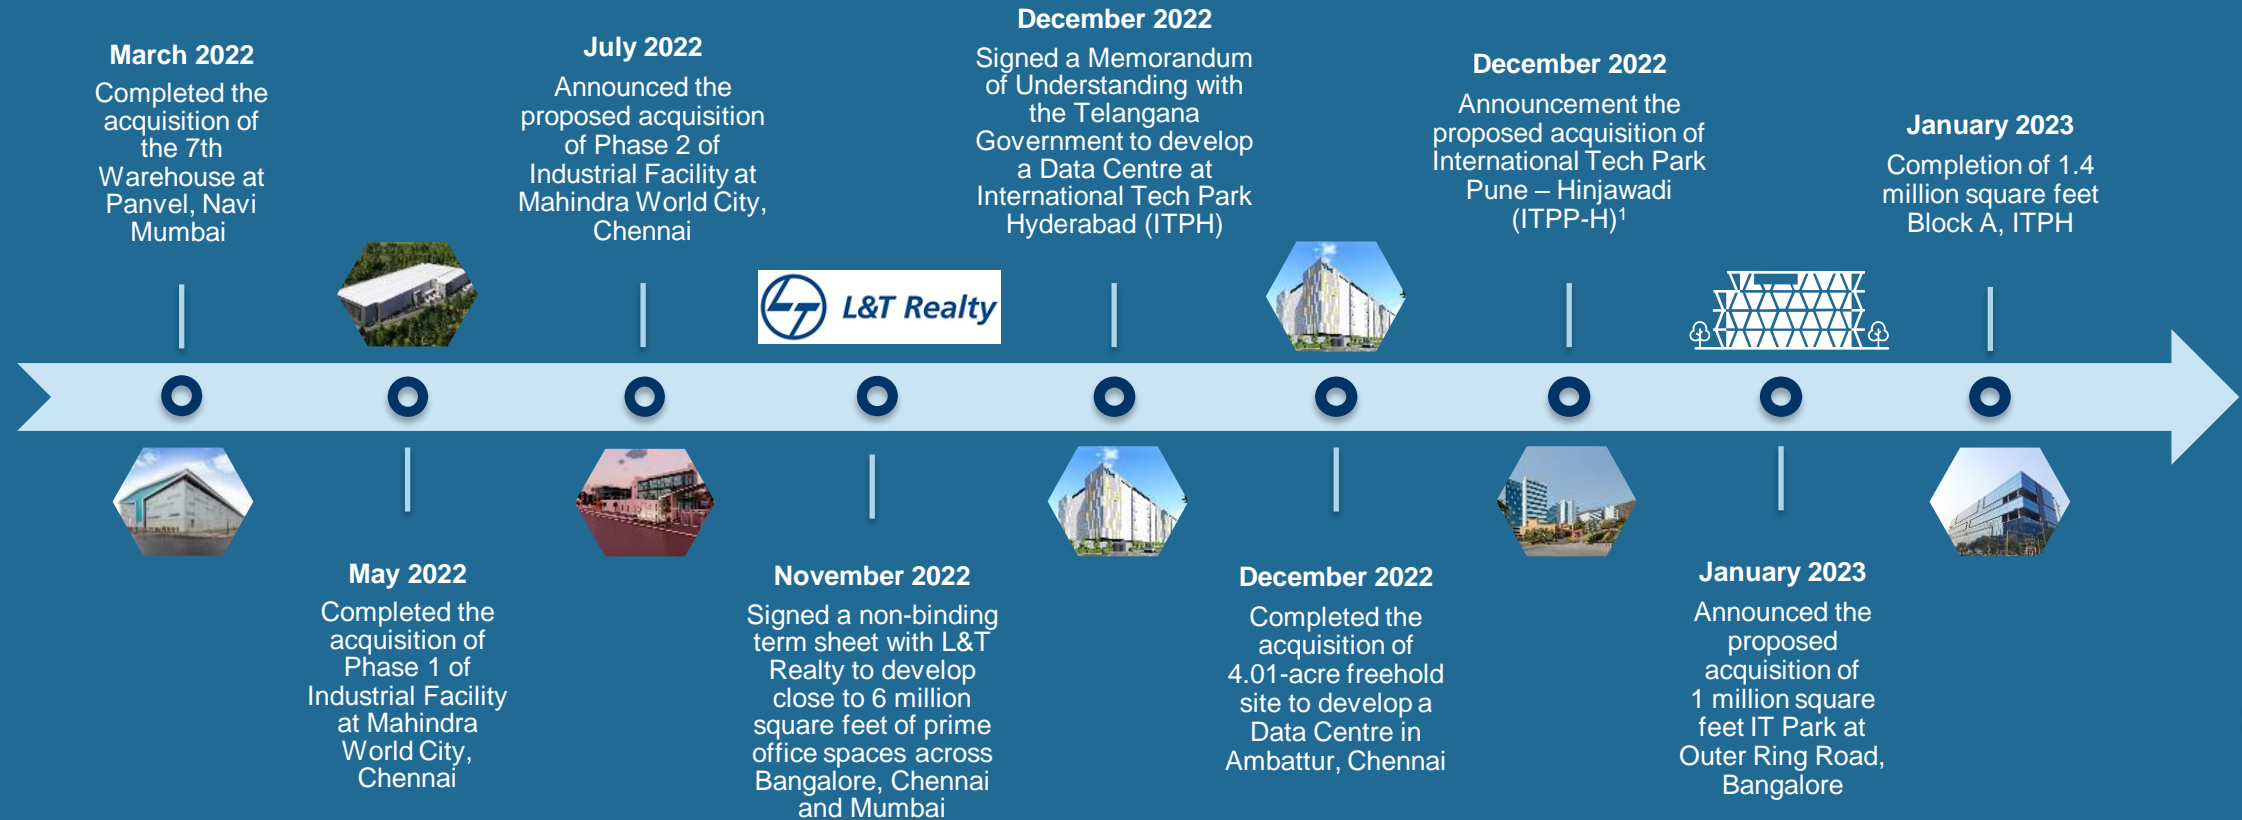 March 2022
Completed the
acquisition of
the 7th
Warehouse at
Panvel, Navi
Mumbai
May 2022
Completed the
acquisition of
Phase 1 of
Industrial Facility
at Mahindra
World City,
Chennai
July 2022
Announced the
proposed acquisition
of Phase 2 of
Industrial Facility at
Mahindra World City,
Chennai
L&T Realty
November 2022
Signed a non-binding
term sheet with L&T
Realty to develop
close to 6 million
square feet of prime
office spaces across
Bangalore, Chennai
and Mumbai
December 2022
Signed a Memorandum
of Understanding with
the Telangana
Government to develop
a Data Centre at
International Tech Park
Hyderabad (ITPH)
December 2022
Completed the
acquisition of
4.01-acre freehold
site to develop a
Data Centre in
Ambattur, Chennai
December 2022
Announcement the
proposed acquisition of
International Tech Park
Pune – Hinjawadi
(ITPP-H)¹
January 2023
Announced the
proposed
acquisition of
1 million square
feet IT Park at
Outer Ring Road,
Bangalore
January 2023
Completion of 1.4
million square feet
Block A, ITPH